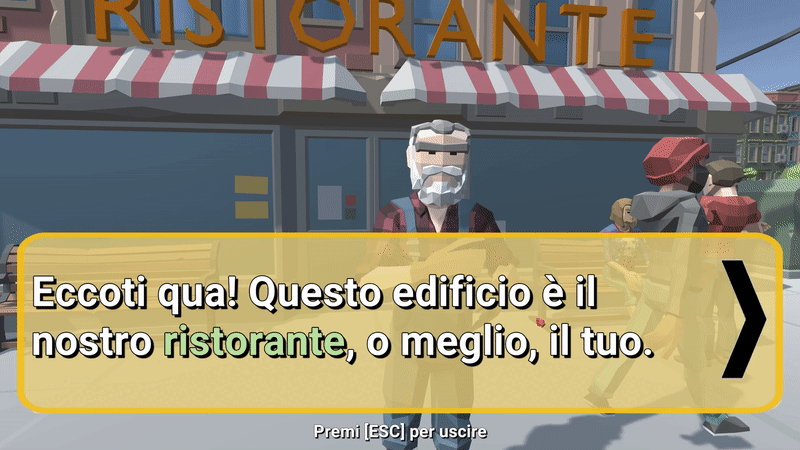 RISTORANTE
Eccoti qua! Questo edificio è il
nostro ristorante, o meglio, il tuo.
Premi [ESC] per uscire